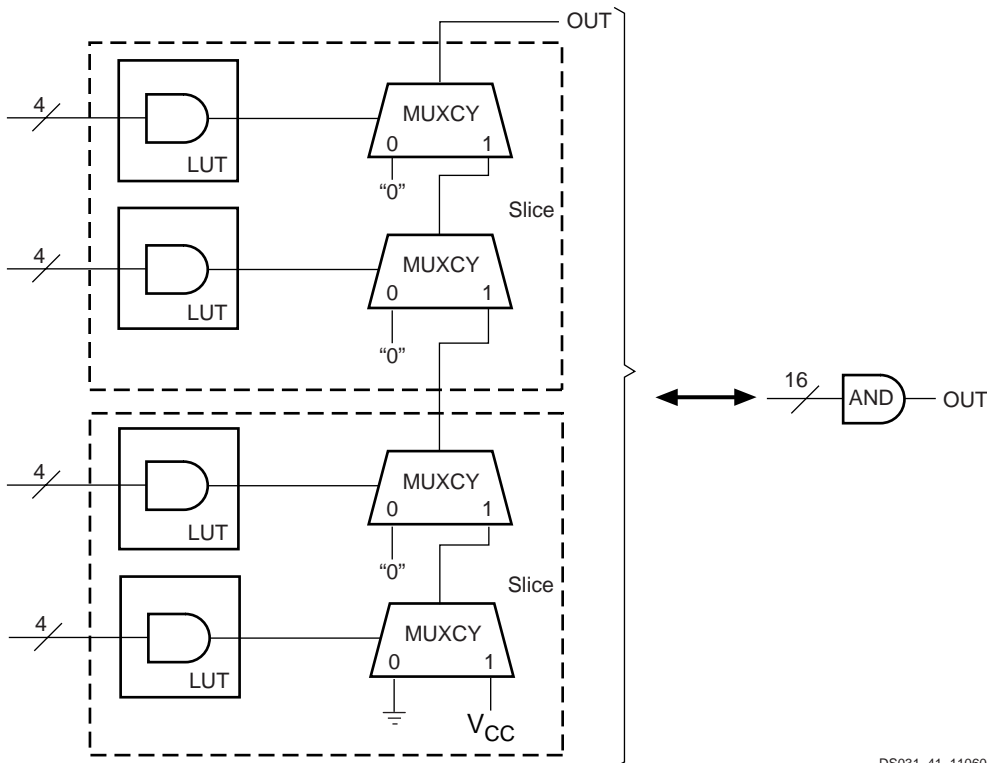 OUT
4
LUT
MUXCY
0 1
“0”
Slice
4
LUT
MUXCY
0 1
“0”
16
AND
OUT
4
LUT
MUXCY
0 1
“0”
Slice
4
LUT
MUXCY
0 1
VCC